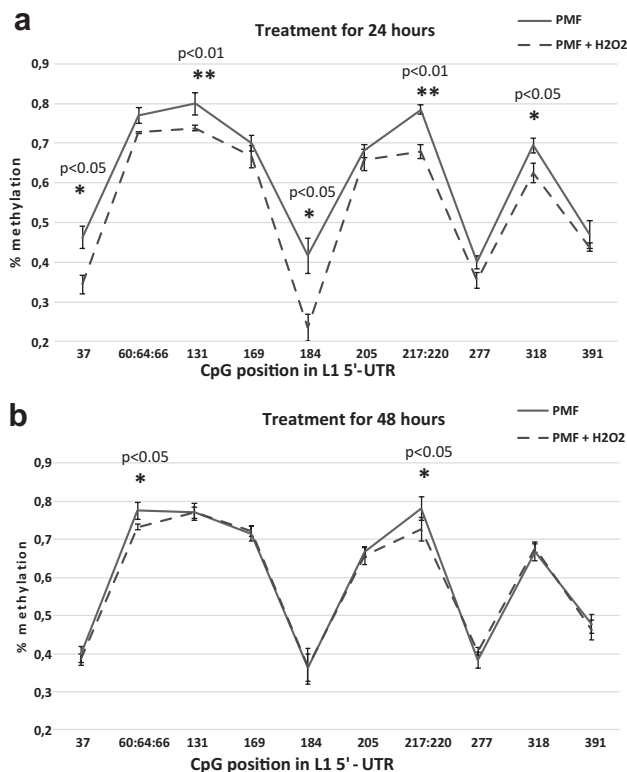 a
Treatment for 24 hours
PMF
PMF + H2O2
0,9
0,8
0,7
0,6
0,5
0,4
0,3
0,2
% methylation
p<0.05
*
p<0.01
**
p<0.05
*
p<0.01
**
p<0.05
*
37 60:64:66 131 169 184 205 217:220 277 318 391
CpG position in L1 5'-UTR
b
Treatment for 48 hours
PMF
PMF + H2O2
0,9
0,8
0,7
0,6
0,5
0,4
0,3
0,2
% methylation
p<0.05
*
p<0.05
*
37 60:64:66 131 169 184 205 217:220 277 318 391
CpG position in L1 5'- UTR